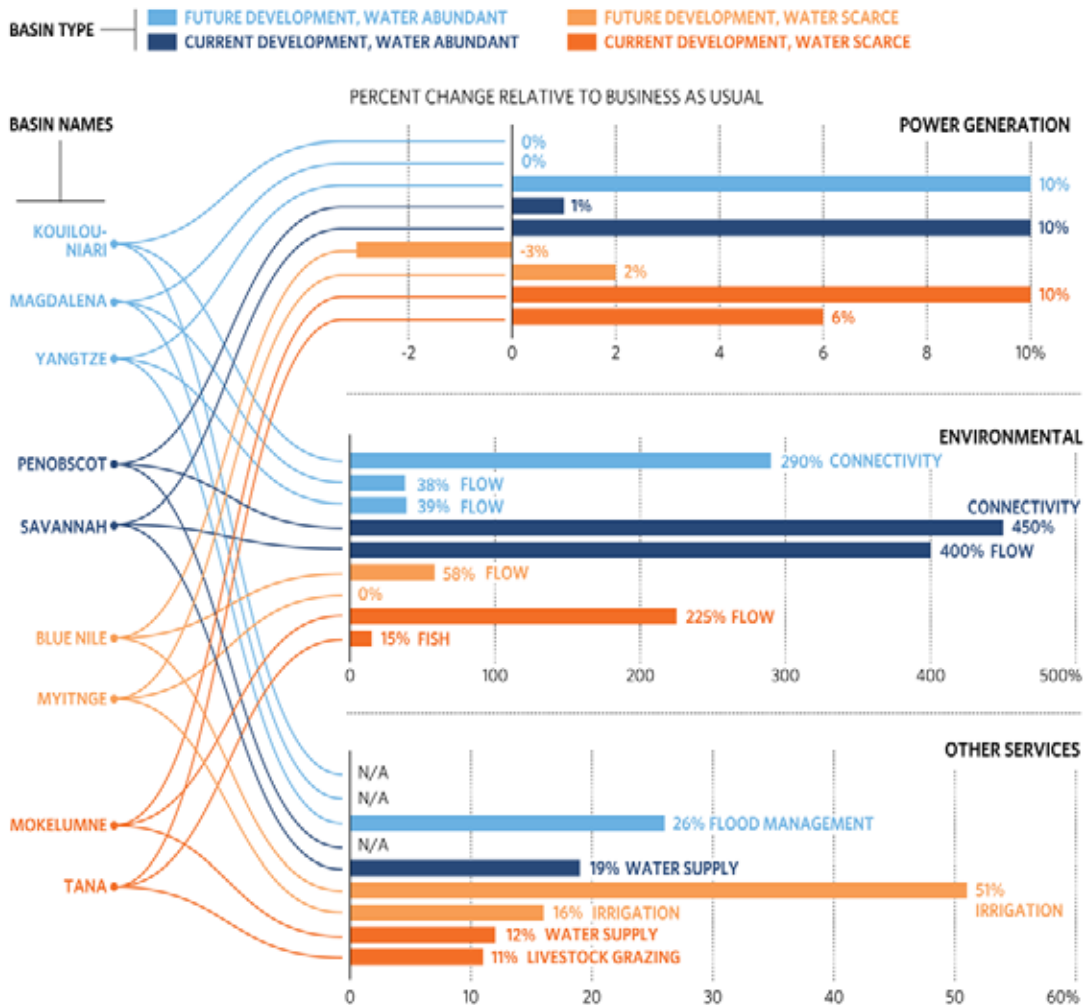 BASIN TYPE
FUTURE DEVELOPMENT, WATER ABUNDANT
CURRENT DEVELOPMENT, WATER ABUNDANT
FUTURE DEVELOPMENT, WATER SCARCE
CURRENT DEVELOPMENT, WATER SCARCE
PERCENT CHANGE RELATIVE TO BUSINESS AS USUAL
BASIN NAMES
KOUILOU-
NIARI
MAGDALENA
YANGTZE
PENOBSCOT
SAVANNAH
BLUE NILE
MYITNGE
MOKELUMNE
TANA
POWER GENERATION
0%
0%
10%
1%
10%
-3%
2%
10%
6%
-2 0 2 4 6 8 10%
ENVIRONMENTAL
290% CONNECTIVITY
38% FLOW
39% FLOW
CONNECTIVITY
450%
400% FLOW
58% FLOW
0%
225% FLOW
15% FISH
0 100 200 300 400 500%
OTHER SERVICES
N/A
N/A
26% FLOOD MANAGEMENT
N/A
19% WATER SUPPLY
51%
IRRIGATION
16% IRRIGATION
12% WATER SUPPLY
11% LIVESTOCK GRAZING
0 10 20 30 40 50 60%